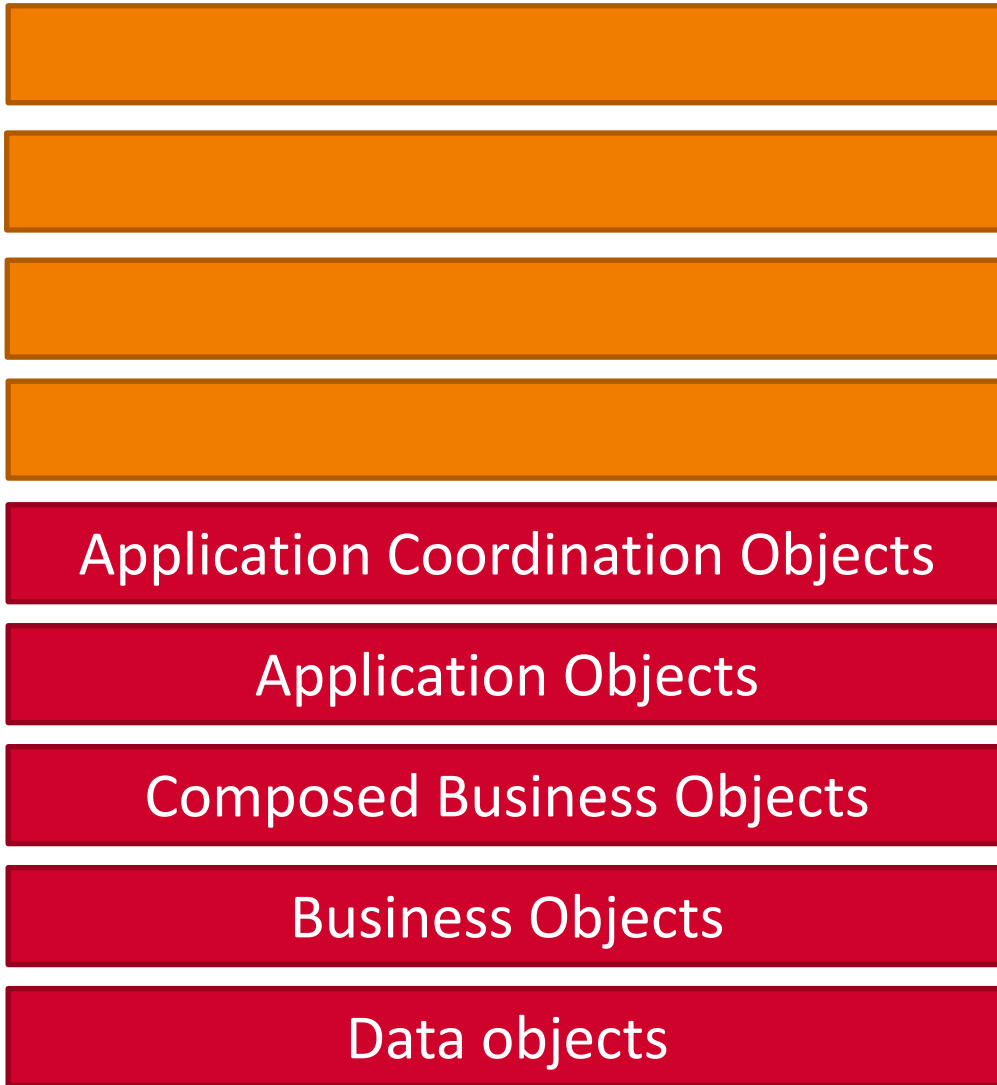 Application Coordination Objects
Application Objects
Composed Business Objects
Business Objects
Data objects